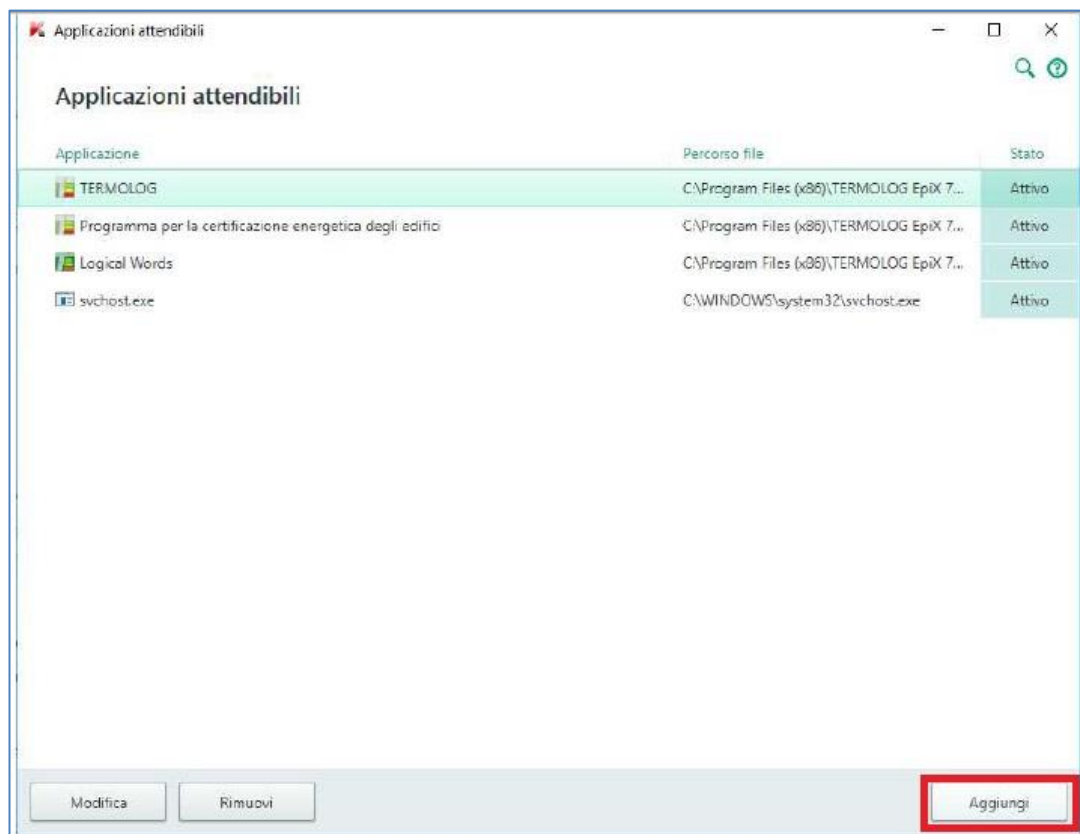 Applicazioni attendibili
Applicazioni attendibili
Applicazione Percorso file Stato
TERMOLOG C:\Program Files (x86)\TERMOLOG EpiX 7... Attivo
Programma per la certificazione energetica degli edifici C:\Program Files (x86)\TERMOLOG EpiX 7... Attivo
Logical Words C:\Program Files (x86)\TERMOLOG EpiX 7... Attivo
svchost.exe C:\WINDOWS\system32\svchost.exe Attivo
Modifica Rimuovi Aggiungi